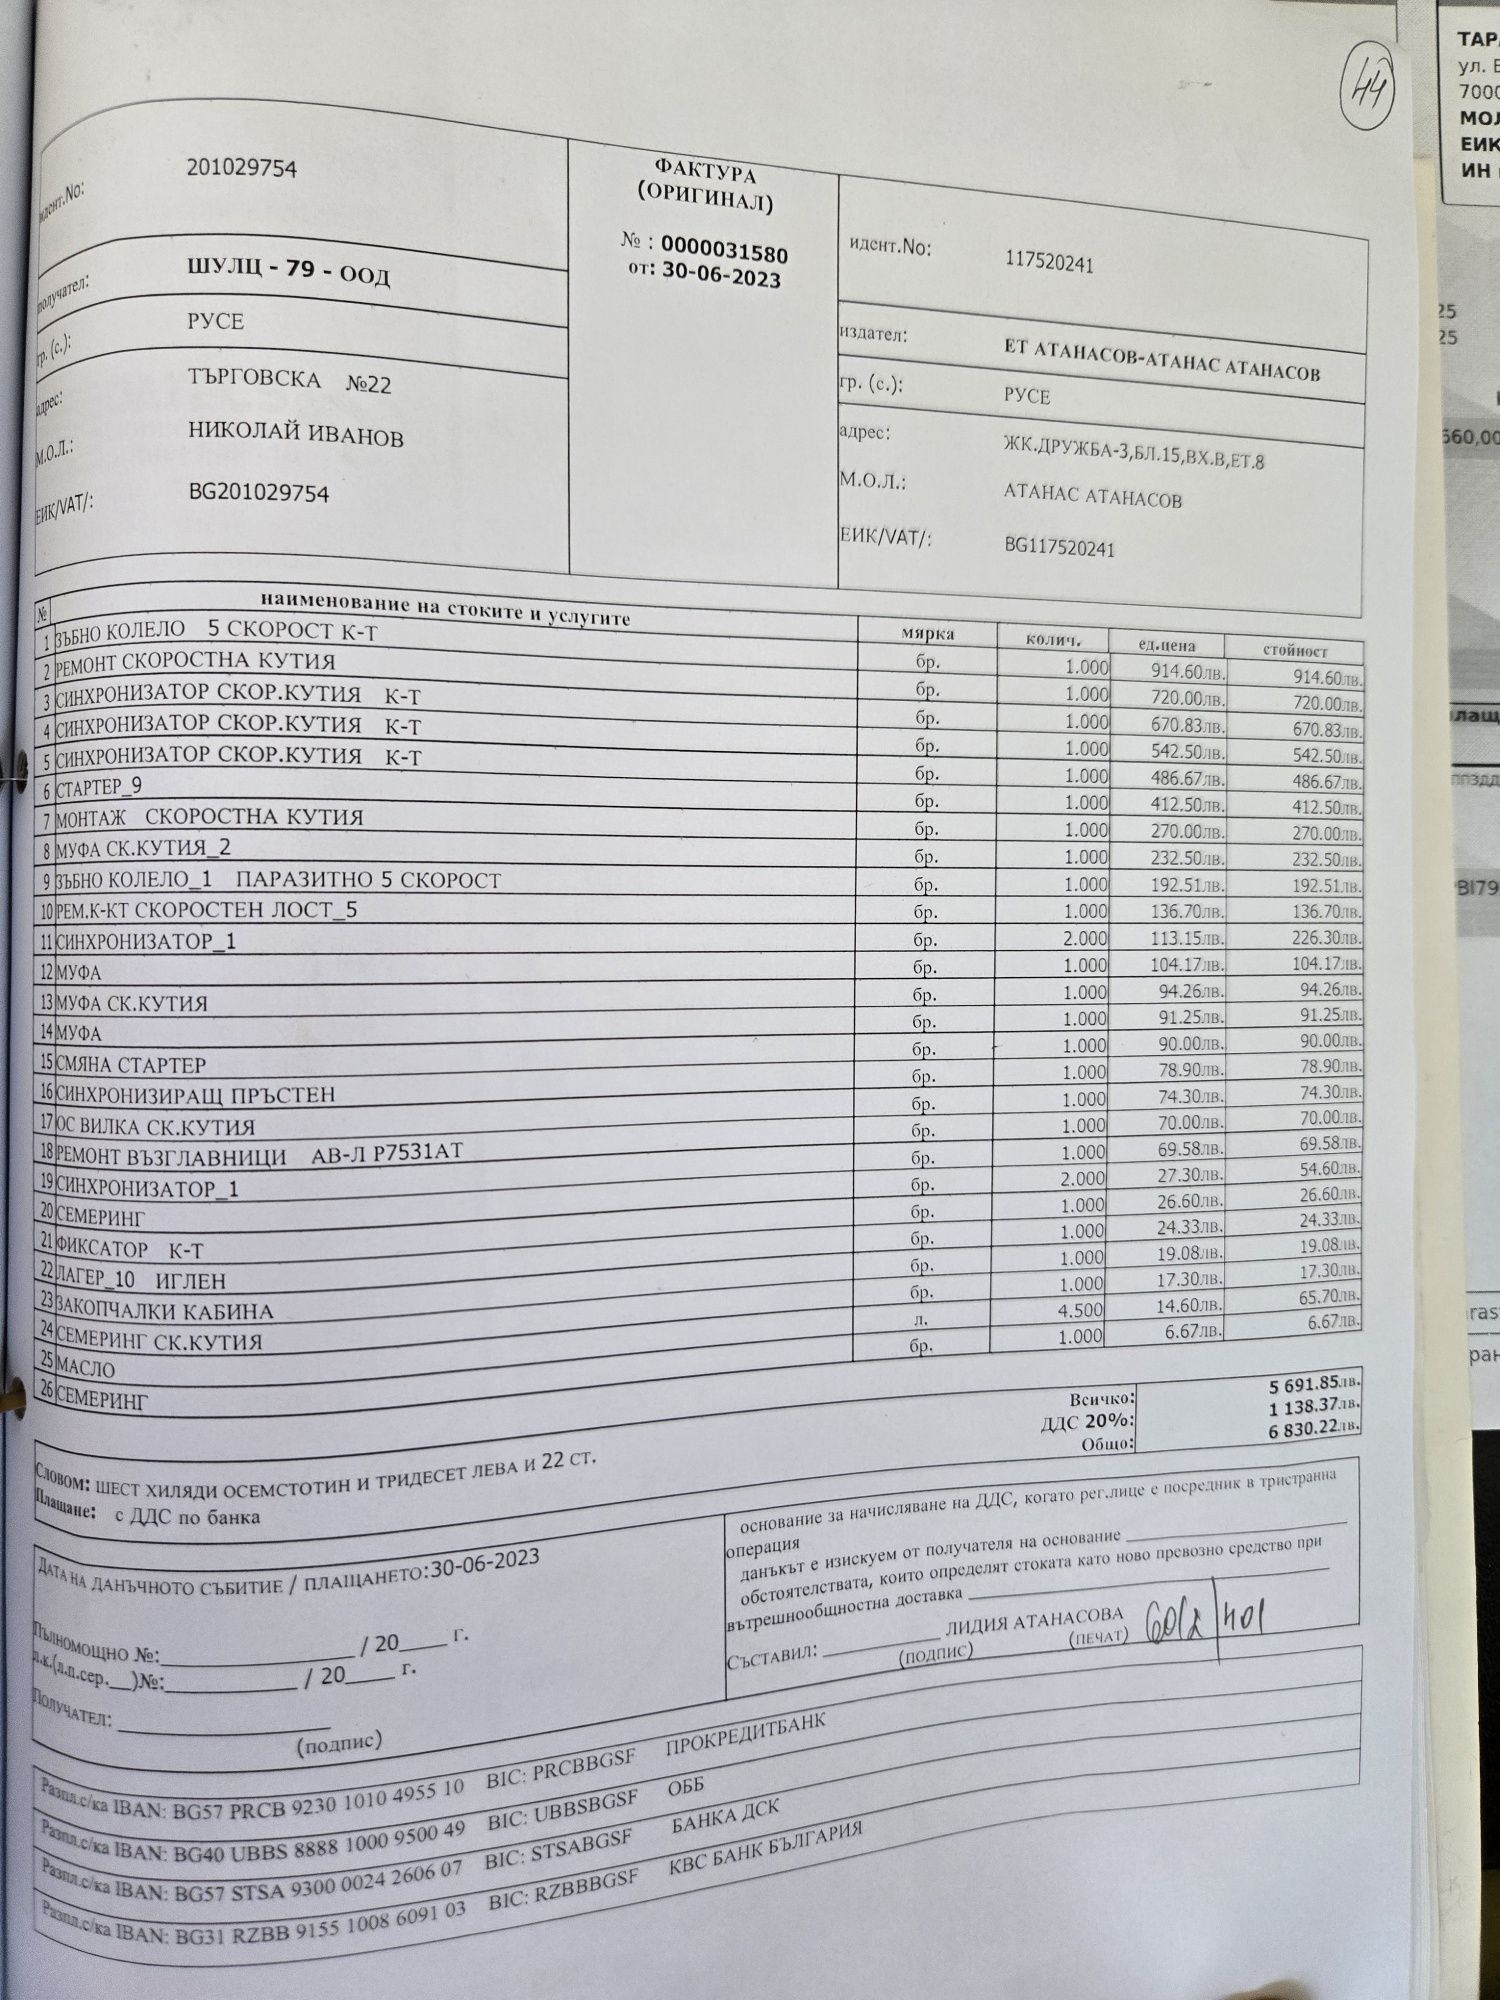 44
идент.No: 201029754
получател: ШУЛЦ - 79 - ООД
гр. (с.): РУСЕ
адрес: ТЪРГОВСКА №22
М.О.Л.: НИКОЛАЙ ИВАНОВ
ЕИК/VAT/: BG201029754
ФАКТУРА
(ОРИГИНАЛ)
№ : 0000031580
от: 30-06-2023
идент.No: 117520241
издател: ЕТ АТАНАСОВ-АТАНАС АТАНАСОВ
гр. (с.): РУСЕ
адрес: ЖК.ДРУЖБА-3,БЛ.15,ВХ.В,ЕТ.8
М.О.Л.: АТАНАС АТАНАСОВ
ЕИК/VAT/: BG117520241
№ наименование на стоките и услугите мярка колич. ед.цена стойност
1 ЗЪБНО КОЛЕЛО 5 СКОРОСТ К-Т бр. 1.000 914.60лв. 914.60лв.
2 РЕМОНТ СКОРОСТНА КУТИЯ бр. 1.000 720.00лв. 720.00лв.
3 СИНХРОНИЗАТОР СКОР.КУТИЯ К-Т бр. 1.000 670.83лв. 670.83лв.
4 СИНХРОНИЗАТОР СКОР.КУТИЯ К-Т бр. 1.000 542.50лв. 542.50лв.
5 СИНХРОНИЗАТОР СКОР.КУТИЯ К-Т бр. 1.000 486.67лв. 486.67лв.
6 СТАРТЕР_9 бр. 1.000 412.50лв. 412.50лв.
7 МОНТАЖ СКОРОСТНА КУТИЯ бр. 1.000 270.00лв. 270.00лв.
8 МУФА СК.КУТИЯ_2 бр. 1.000 232.50лв. 232.50лв.
9 ЗЪБНО КОЛЕЛО_1 ПАРАЗИТНО 5 СКОРОСТ бр. 1.000 192.51лв. 192.51лв.
10 РЕМ.К-КТ СКОРОСТЕН ЛОСТ_5 бр. 1.000 136.70лв. 136.70лв.
11 СИНХРОНИЗАТОР_1 бр. 2.000 113.15лв. 226.30лв.
12 МУФА бр. 1.000 104.17лв. 104.17лв.
13 МУФА СК.КУТИЯ бр. 1.000 94.26лв. 94.26лв.
14 МУФА бр. 1.000 91.25лв. 91.25лв.
15 СМЯНА СТАРТЕР бр. 1.000 90.00лв. 90.00лв.
16 СИНХРОНИЗИРАЩ ПРЪСТЕН бр. 1.000 78.90лв. 78.90лв.
17 ОС ВИЛКА СК.КУТИЯ бр. 1.000 74.30лв. 74.30лв.
18 РЕМОНТ ВЪЗГЛАВНИЦИ АВ-Л Р7531АТ бр. 1.000 70.00лв. 70.00лв.
19 СИНХРОНИЗАТОР_1 бр. 1.000 69.58лв. 69.58лв.
20 СЕМЕРИНГ бр. 2.000 27.30лв. 54.60лв.
21 ФИКСАТОР К-Т бр. 1.000 26.60лв. 26.60лв.
22 ЛАГЕР_10 ИГЛЕН бр. 1.000 24.33лв. 24.33лв.
23 ЗАКОПЧАЛКИ КАБИНА бр. 1.000 19.08лв. 19.08лв.
24 СЕМЕРИНГ СК.КУТИЯ бр. 1.000 17.30лв. 17.30лв.
25 МАСЛО л. 4.500 14.60лв. 65.70лв.
26 СЕМЕРИНГ бр. 1.000 6.67лв. 6.67лв.
Всичко: 5 691.85лв.
ДДС 20%: 1 138.37лв.
Общо: 6 830.22лв.
Словом: ШЕСТ ХИЛЯДИ ОСЕМСТОТИН И ТРИДЕСЕТ ЛЕВА И 22 СТ.
Плащане: с ДДС по банка
ДАТА НА ДАНЪЧНОТО СЪБИТИЕ / ПЛАЩАНЕТО:30-06-2023
Пълномощно №: / 20 г.
л.к.(л.п.сер. )№: / 20 г.
ПОЛУЧАТЕЛ:
(подпис)
основание за начисляване на ДДС, когато рег.лице е посредник в тристранна
операция
данъкът е изискуем от получателя на основание
обстоятелствата, които определят стоката като ново превозно средство при
вътрешнообщностна доставка
СЪСТАВИЛ: ЛИДИЯ АТАНАСОВА
(подпис) (ПЕЧАТ)
601/401
Разпл.с/ка IBAN: BG57 PRCB 9230 1010 4955 10 BIC: PRCBBGSF ПРОКРЕДИТБАНК
Разпл.с/ка IBAN: BG40 UBBS 8888 1000 9500 49 BIC: UBBSBGSF ОББ
Разпл.с/ка IBAN: BG57 STSA 9300 0024 2606 07 BIC: STSABGSF БАНКА ДСК
Разпл.с/ка IBAN: BG31 RZBB 9155 1008 6091 03 BIC: RZBBBGSF КВС БАНК БЪЛГАРИЯ
ул.
МОЛ
ЕИК
ИН